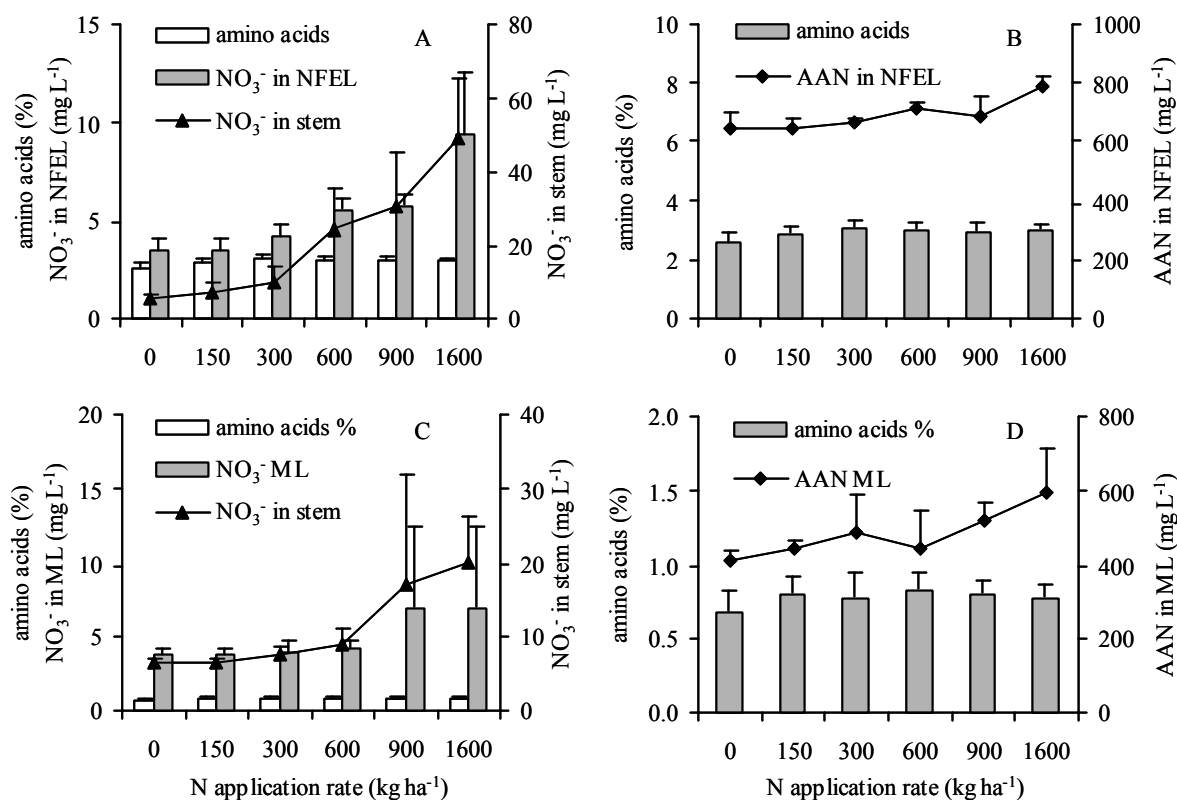 15
10
5
0
amino acids (%)
NO₃⁻ in NFEL (mg L⁻¹)
amino acids
NO₃⁻ in NFEL
NO₃⁻ in stem
A
80
60
40
20
0
NO₃⁻ in stem (mg L⁻¹)
0 150 300 600 900 1600
10
8
6
4
2
0
amino acids (%)
amino acids
AAN in NFEL
B
1000
800
600
400
200
0
AAN in NFEL (mg L⁻¹)
0 150 300 600 900 1600
20
15
10
5
0
amino acids (%)
NO₃⁻ in ML (mg L⁻¹)
amino acids %
NO₃⁻ ML
NO₃⁻ in stem
C
40
30
20
10
0
NO₃⁻ in stem (mg L⁻¹)
0 150 300 600 900 1600
N application rate (kg ha⁻¹)
2.0
1.5
1.0
0.5
0.0
amino acids (%)
amino acids %
AAN ML
D
800
600
400
200
0
AAN in ML (mg L⁻¹)
0 150 300 600 900 1600
N application rate (kg ha⁻¹)